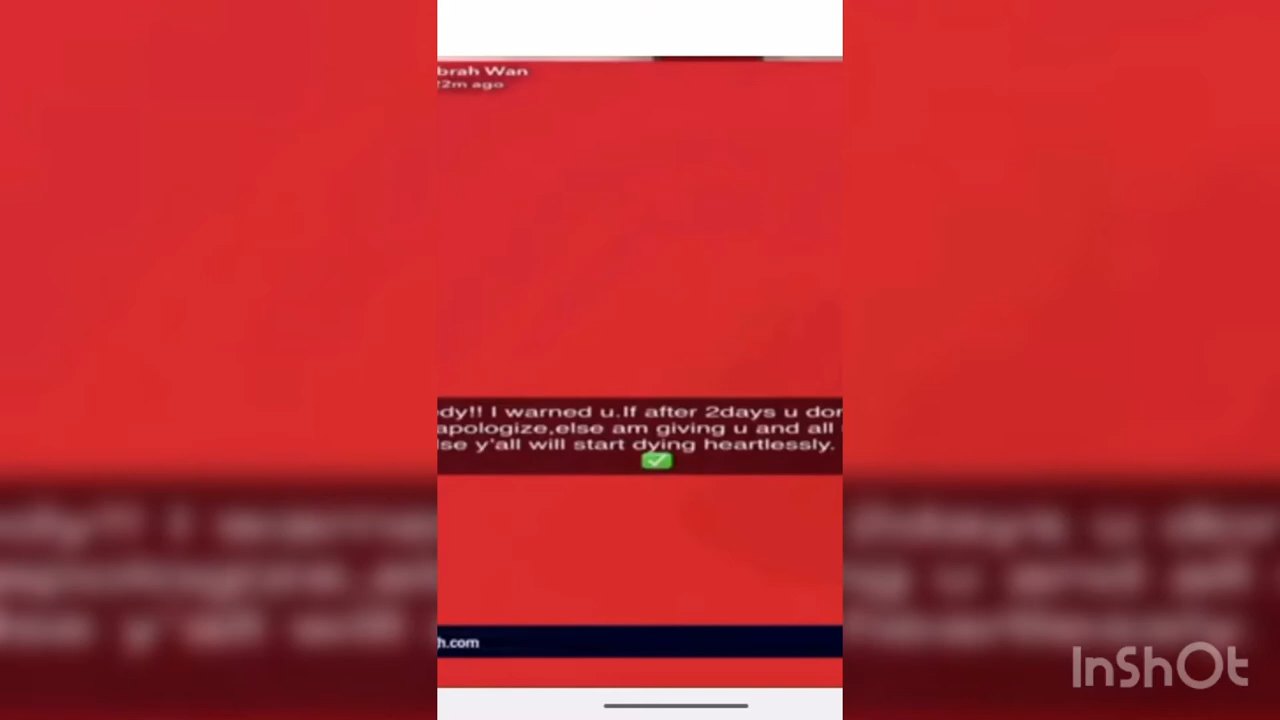 brah Wan
2m ago
dy!! I warned u.If after 2days u don
apologize,else am giving u and all
lse y'all will start dying heartlessly.
h.com
InShOt